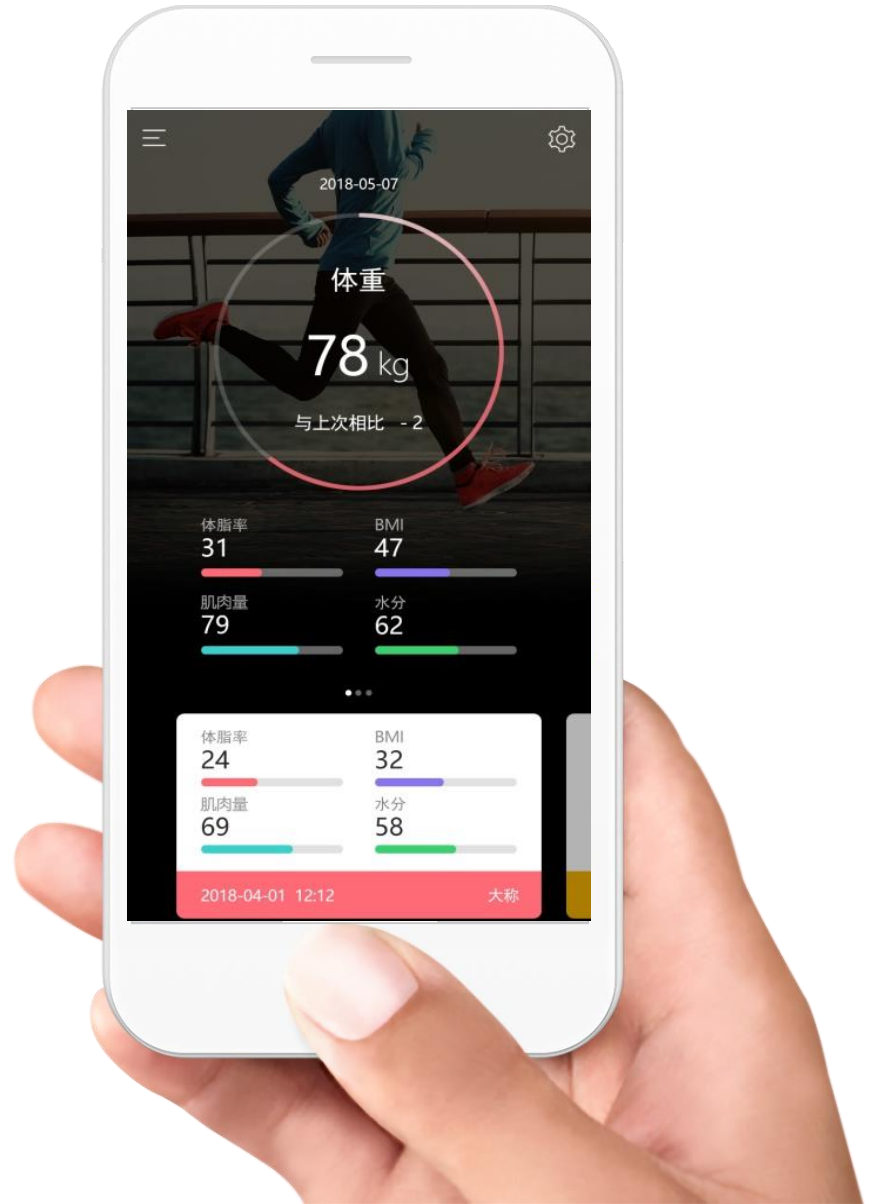 2018-05-07
体重
78 kg
与上次相比 - 2
体脂率 BMI
31 47
肌肉量 水分
79 62
体脂率 BMI
24 32
肌肉量 水分
69 58
2018-04-01 12:12 大称